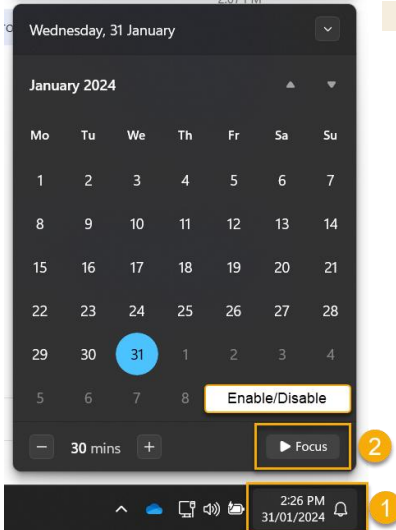 Wednesday, 31 January
January 2024
Mo Tu We Th Fr Sa Su
1 2 3 4 5 6 7
8 9 10 11 12 13 14
15 16 17 18 19 20 21
22 23 24 25 26 27 28
29 30 31 1 2 3 4
5 6 7 8 Enable/Disable
30 mins Focus 2
2:26 PM
31/01/2024 1